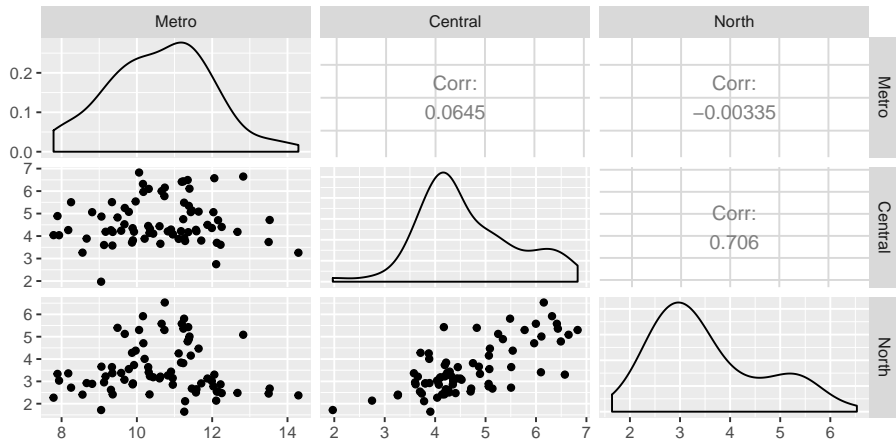 Metro Central North
0.2
0.1
0.0
Corr:
0.0645
Corr:
−0.00335
Metro
7
6
5
4
3
2
Corr:
0.706
Central
6
5
4
3
2
North
8 10 12 14
2 3 4 5 6 7
2 3 4 5 6